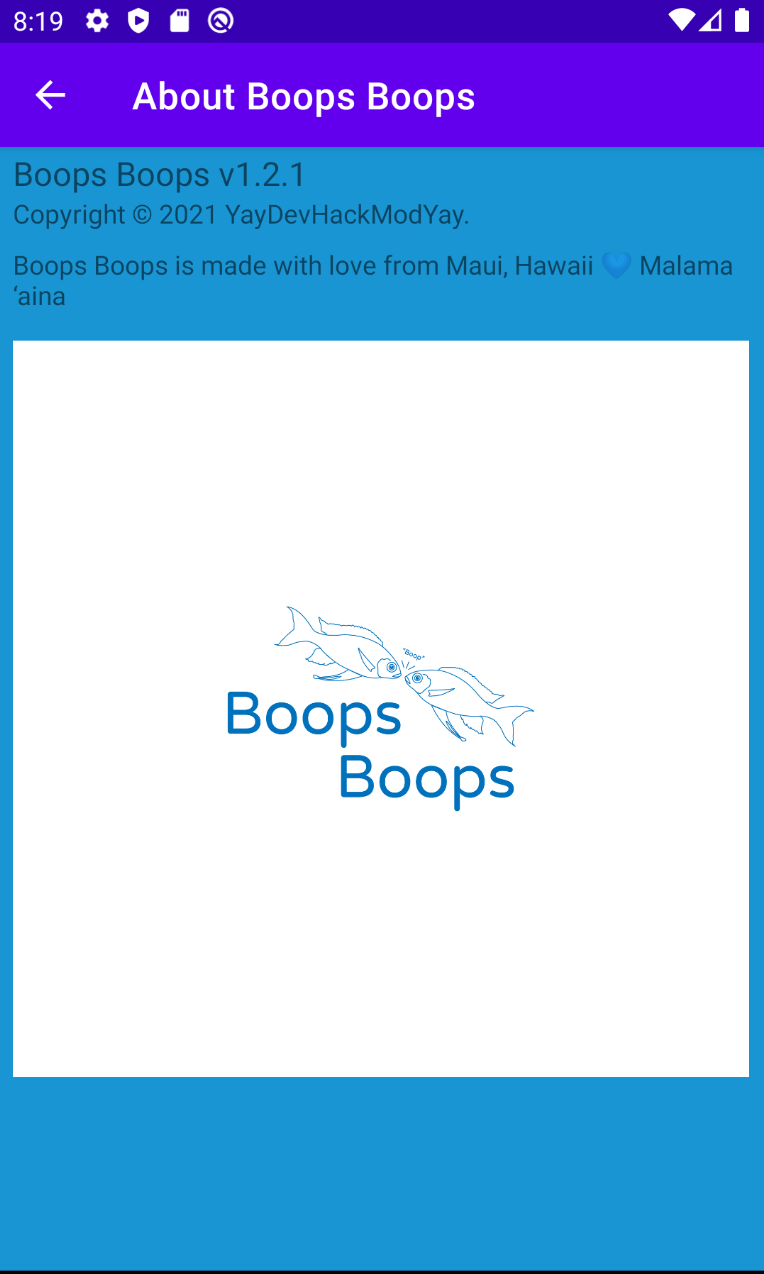 8:19
About Boops Boops
Boops Boops v1.2.1
Copyright © 2021 YayDevHackModYay.
Boops Boops is made with love from Maui, Hawaii 💙 Malama
‘aina
"Boop"
Boops
Boops